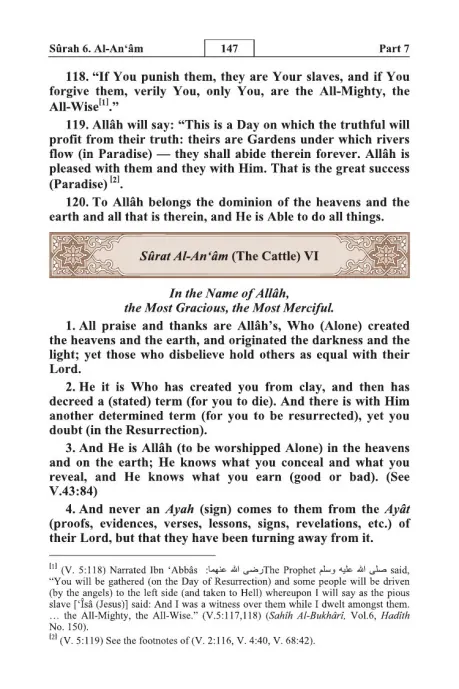 Sûrah 6. Al-An‘âm 147 Part 7
118. “If You punish them, they are Your slaves, and if You
forgive them, verily You, only You, are the All-Mighty, the
All-Wise[1].”
119. Allâh will say: “This is a Day on which the truthful will
profit from their truth: theirs are Gardens under which rivers
flow (in Paradise) — they shall abide therein forever. Allâh is
pleased with them and they with Him. That is the great success
(Paradise) [2].
120. To Allâh belongs the dominion of the heavens and the
earth and all that is therein, and He is Able to do all things.
Sûrat Al-An‘âm (The Cattle) VI
In the Name of Allâh,
the Most Gracious, the Most Merciful.
1. All praise and thanks are Allâh’s, Who (Alone) created
the heavens and the earth, and originated the darkness and the
light; yet those who disbelieve hold others as equal with their
Lord.
2. He it is Who has created you from clay, and then has
decreed a (stated) term (for you to die). And there is with Him
another determined term (for you to be resurrected), yet you
doubt (in the Resurrection).
3. And He is Allâh (to be worshipped Alone) in the heavens
and on the earth; He knows what you conceal and what you
reveal, and He knows what you earn (good or bad). (See
V.43:84)
4. And never an Ayah (sign) comes to them from the Ayât
(proofs, evidences, verses, lessons, signs, revelations, etc.) of
their Lord, but that they have been turning away from it.
[1] (V. 5:118) Narrated Ibn ‘Abbâs رضى الله عنهما: The Prophet صلى الله عليه وسلم said,
“You will be gathered (on the Day of Resurrection) and some people will be driven
(by the angels) to the left side (and taken to Hell) whereupon I will say as the pious
slave [‘Îsâ (Jesus)] said: And I was a witness over them while I dwelt amongst them.
… the All-Mighty, the All-Wise.” (V.5:117,118) (Sahih Al-Bukhârî, Vol.6, Hadîth
No. 150).
[2] (V. 5:119) See the footnotes of (V. 2:116, V. 4:40, V. 68:42).